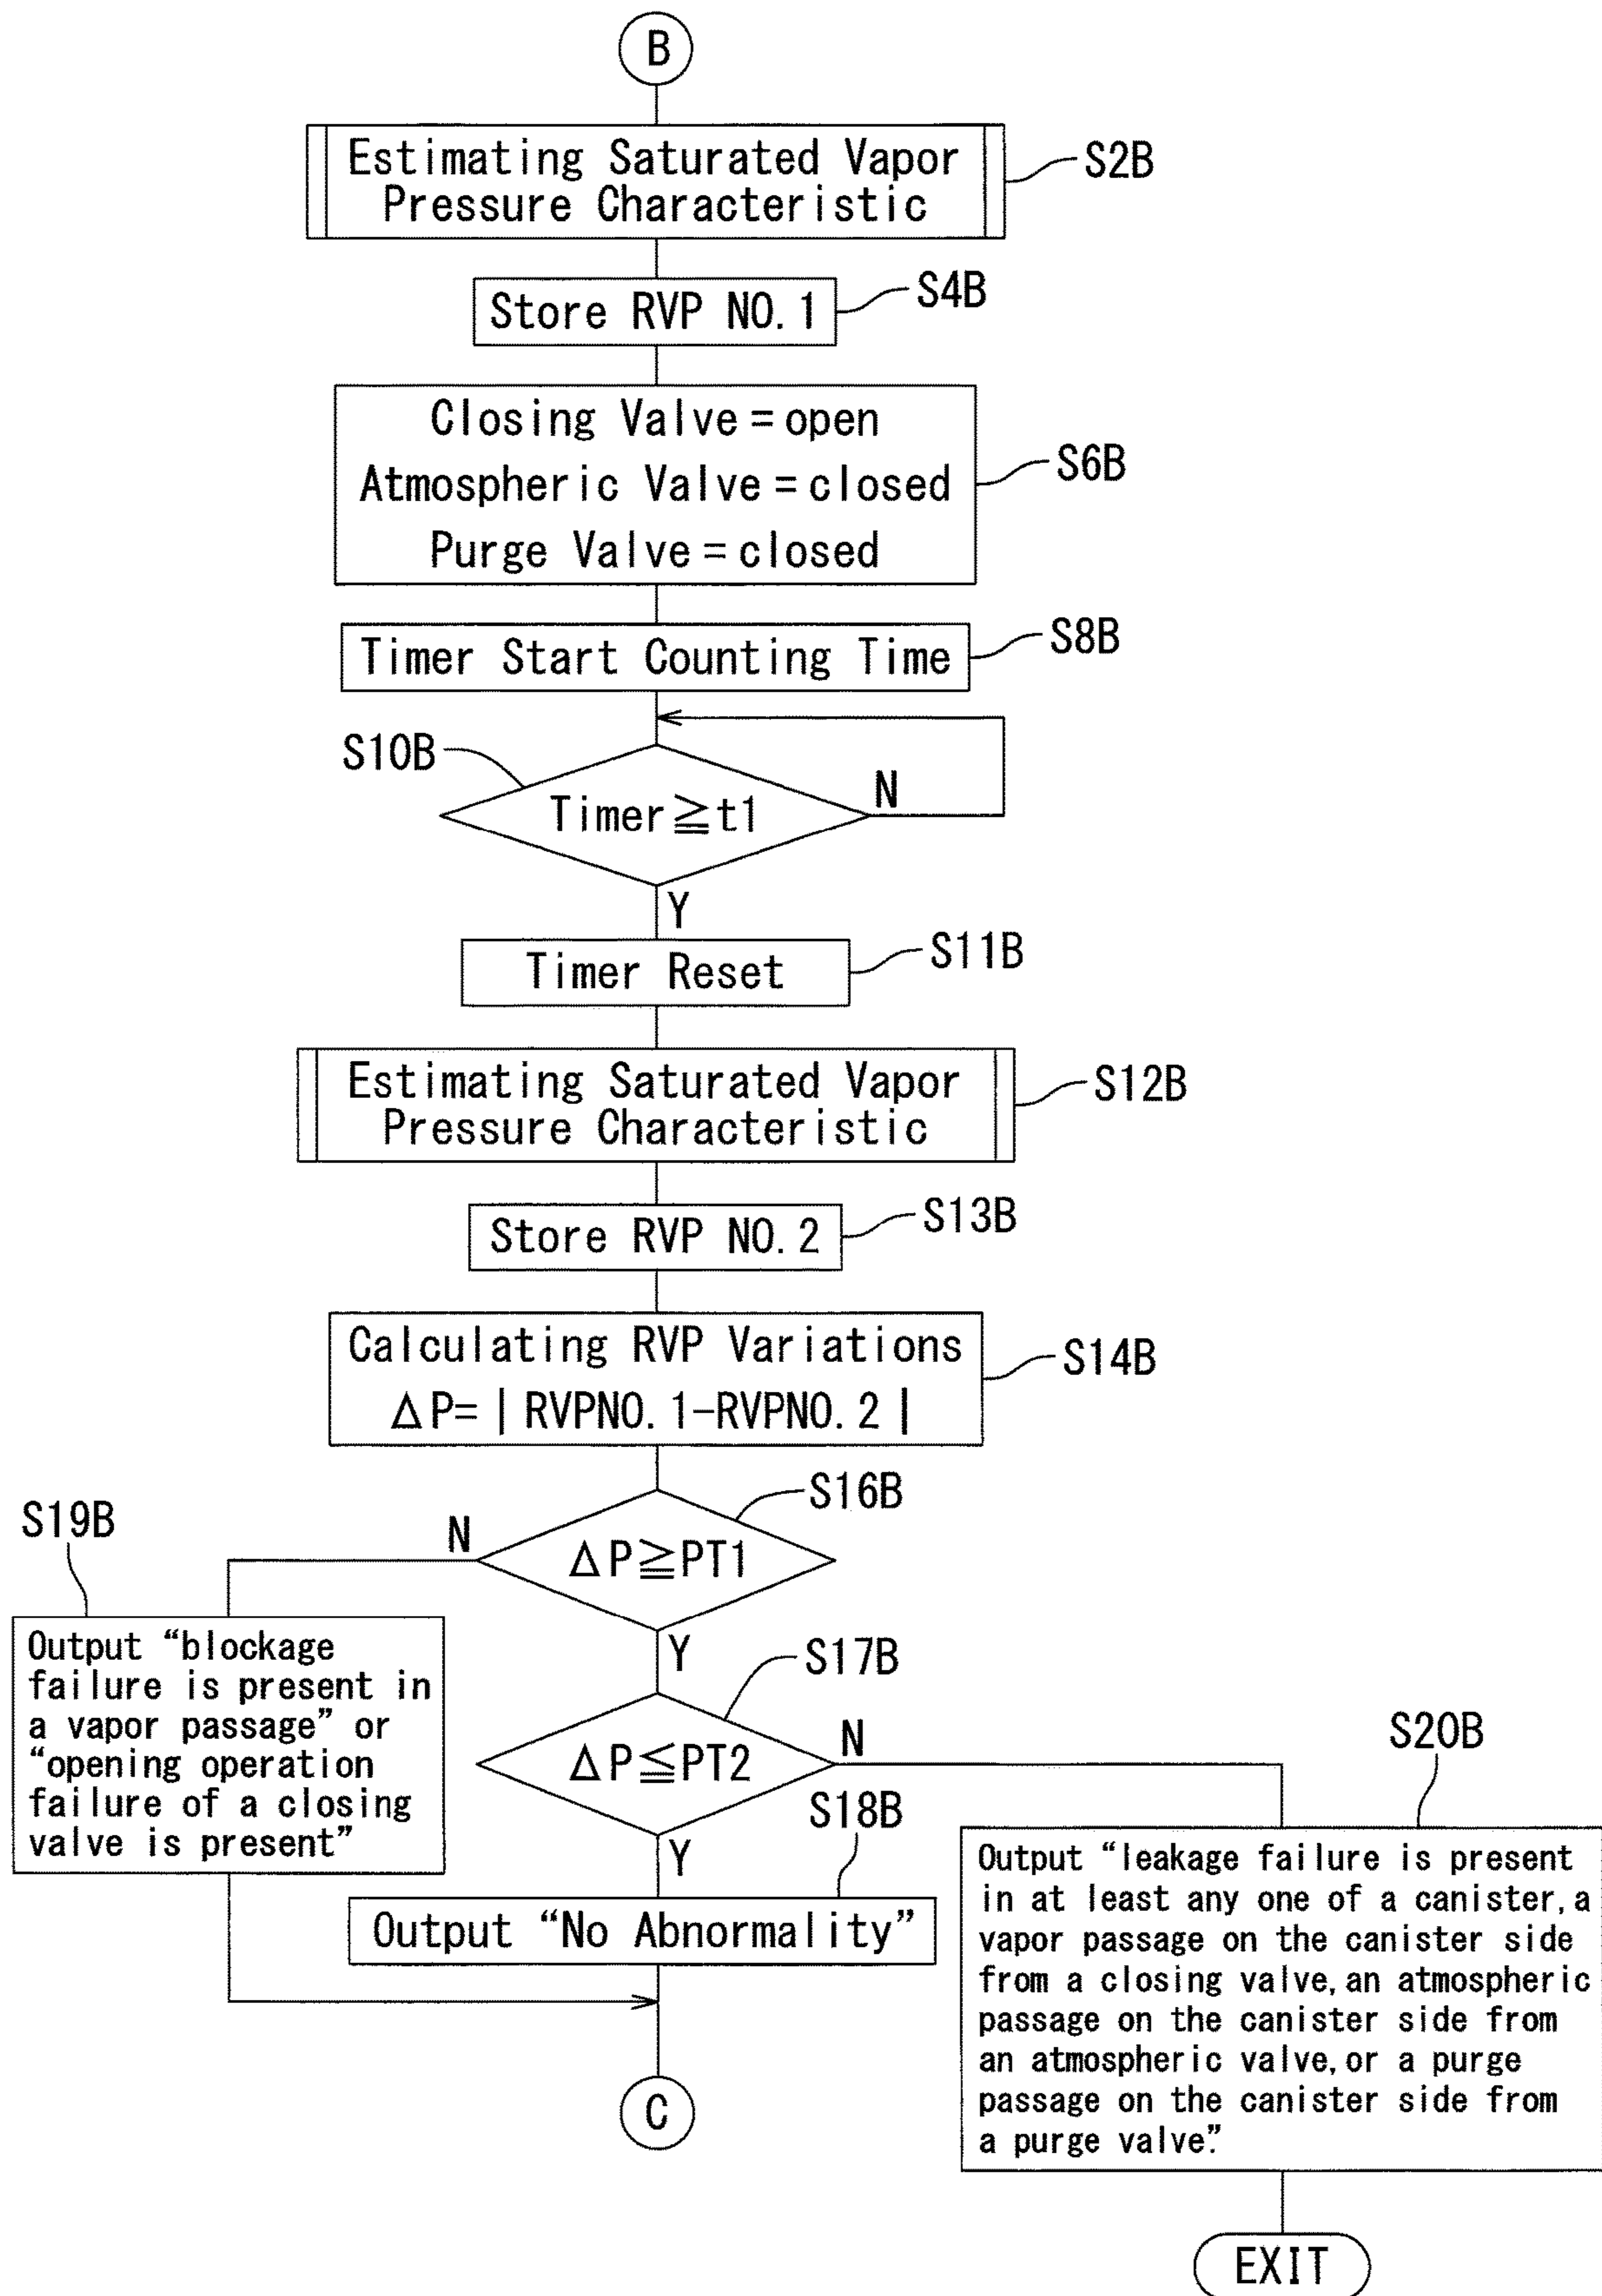 B
Estimating Saturated Vapor
Pressure Characteristic
S2B
Store RVP NO.1
S4B
Closing Valve=open
Atmospheric Valve=closed
Purge Valve=closed
S6B
Timer Start Counting Time
S8B
S10B
Timer≧t1
N
Y
Timer Reset
S11B
Estimating Saturated Vapor
Pressure Characteristic
S12B
Store RVP NO.2
S13B
Calculating RVP Variations
ΔP=|RVPNO.1-RVPNO.2|
S14B
S16B
ΔP≧PT1
N
Y
S19B
Output “blockage
failure is present in
a vapor passage” or
“opening operation
failure of a closing
valve is present”
S17B
ΔP≦PT2
N
Y
S18B
Output “No Abnormality”
S20B
Output “leakage failure is present
in at least any one of a canister, a
vapor passage on the canister side
from a closing valve, an atmospheric
passage on the canister side from
an atmospheric valve, or a purge
passage on the canister side from
a purge valve.”
C
EXIT